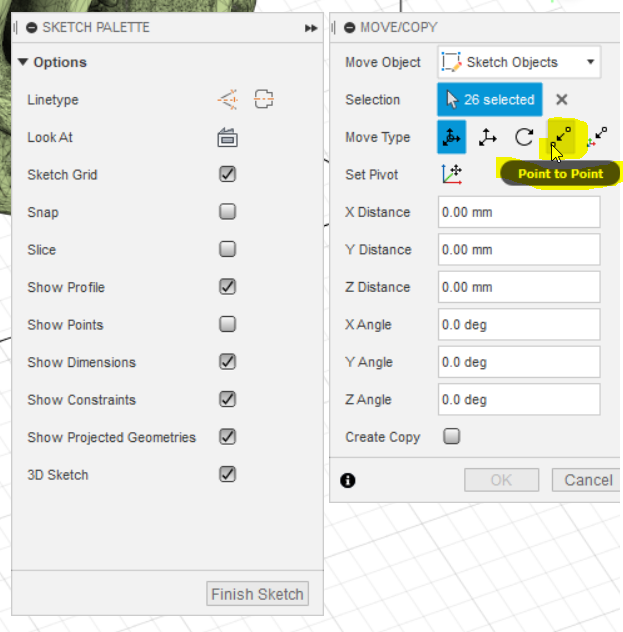 SKETCH PALETTE
Options
Linetype
Look At
Sketch Grid
Snap
Slice
Show Profile
Show Points
Show Dimensions
Show Constraints
Show Projected Geometries
3D Sketch
Finish Sketch
MOVE/COPY
Move Object Sketch Objects
Selection 26 selected
Move Type
Set Pivot Point to Point
X Distance 0.00 mm
Y Distance 0.00 mm
Z Distance 0.00 mm
X Angle 0.0 deg
Y Angle 0.0 deg
Z Angle 0.0 deg
Create Copy
OK Cancel